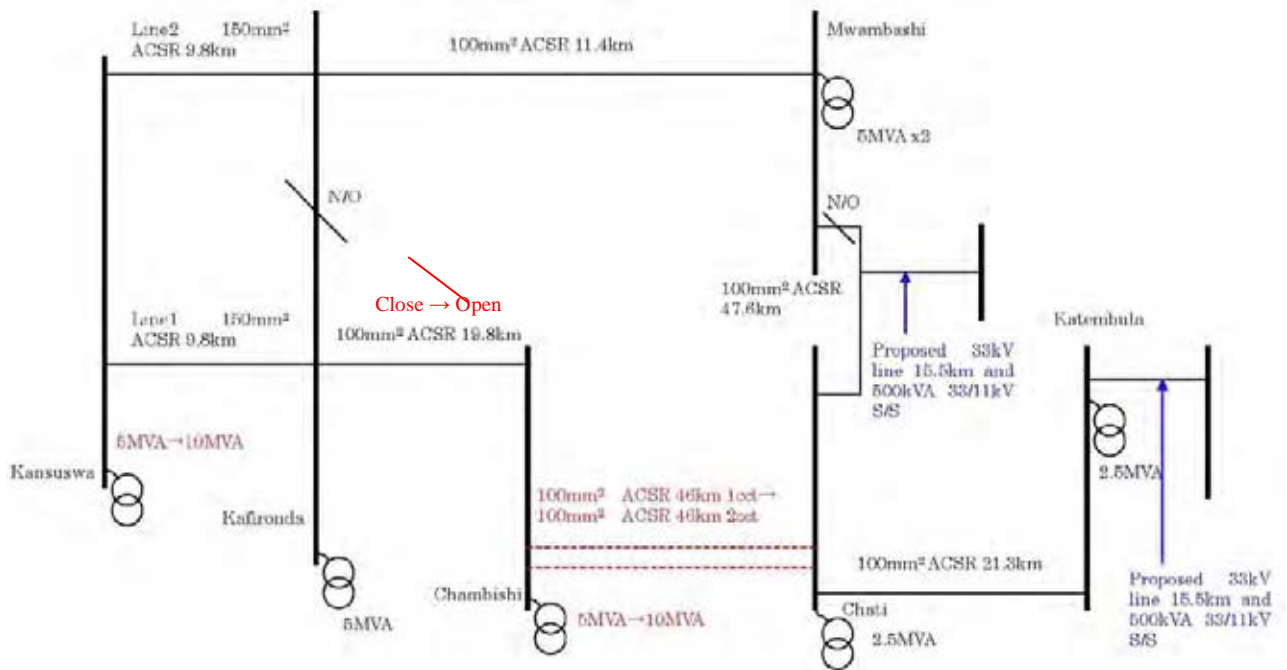 Line2 150mm²
ACSR 9.8km
100mm² ACSR 11.4km
Mwambashi
5MVA x2
N/O
N/O
Close → Open
100mm² ACSR
47.6km
Katembula
Line1 150mm²
ACSR 9.8km
100mm² ACSR 19.8km
Proposed 33kV
line 15.5km and
500kVA 33/11kV
S/S
5MVA→10MVA
Kansuswa
2.5MVA
100mm² ACSR 46km 1cct→
100mm² ACSR 46km 2cct
Kafironda
100mm² ACSR 21.3km
Proposed 33kV
line 15.5km and
500kVA 33/11kV
S/S
Chambishi
5MVA
5MVA→10MVA
Chati
2.5MVA